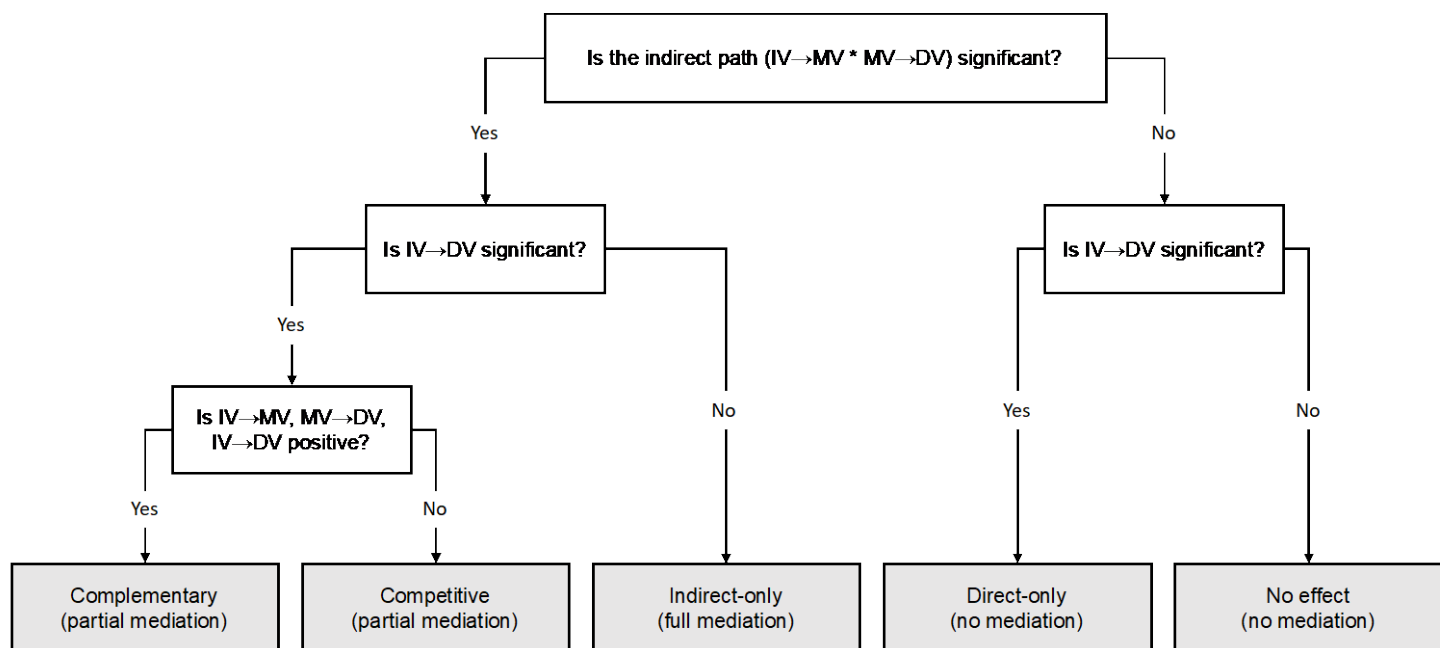 Is the indirect path (IV→MV * MV→DV) significant?
Yes
No
Is IV→DV significant?
Is IV→DV significant?
Yes
No
Yes
No
Is IV→MV, MV→DV,
IV→DV positive?
Yes
No
Complementary
(partial mediation)
Competitive
(partial mediation)
Indirect-only
(full mediation)
Direct-only
(no mediation)
No effect
(no mediation)